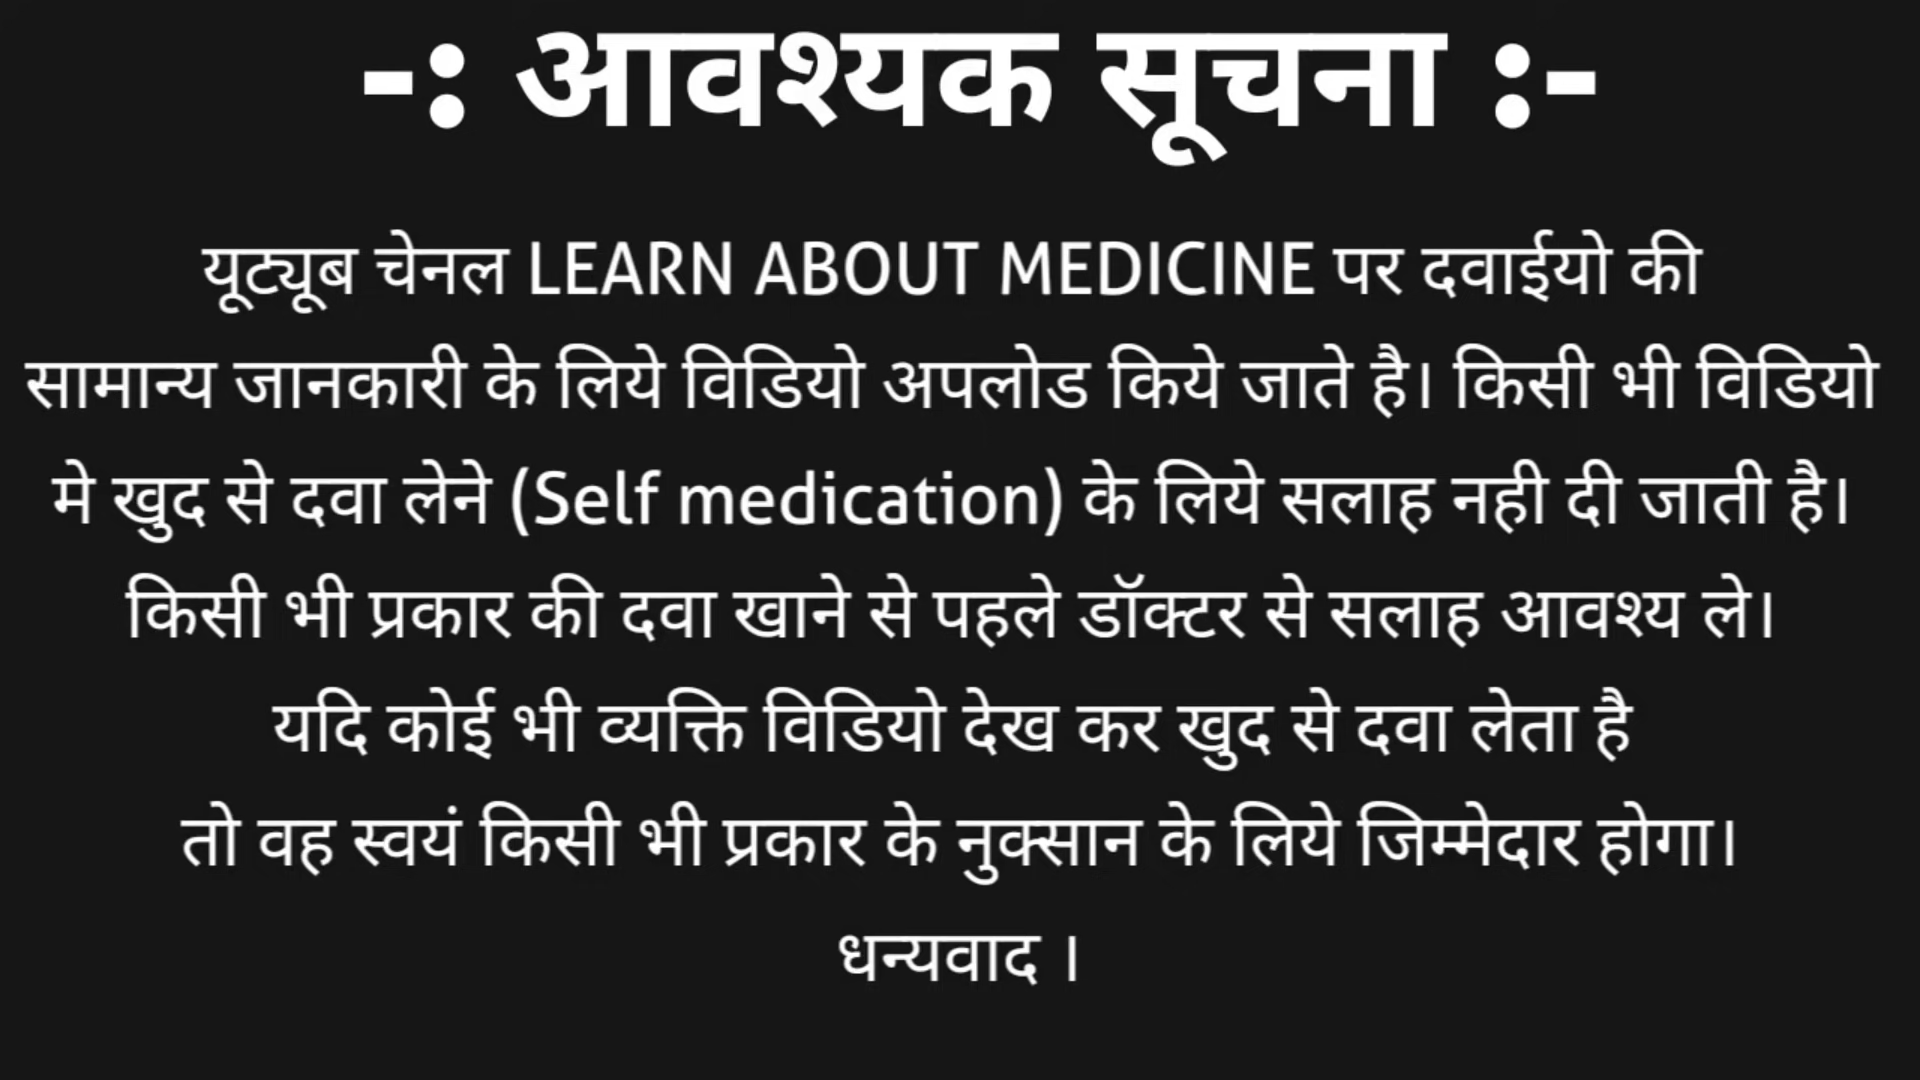 -: आवश्यक सूचना :-
यूट्यूब चेनल LEARN ABOUT MEDICINE पर दवाईयो की
सामान्य जानकारी के लिये विडियो अपलोड किये जाते है। किसी भी विडियो
मे खुद से दवा लेने (Self medication) के लिये सलाह नही दी जाती है।
किसी भी प्रकार की दवा खाने से पहले डॉक्टर से सलाह आवश्य ले।
यदि कोई भी व्यक्ति विडियो देख कर खुद से दवा लेता है
तो वह स्वयं किसी भी प्रकार के नुक्सान के लिये जिम्मेदार होगा।
धन्यवाद ।